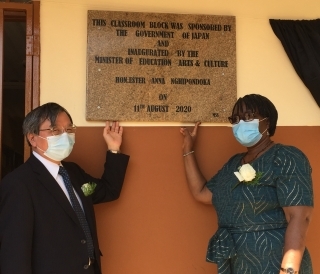 THIS CLASSROOM BLOCK WAS SPONSORED BY
THE GOVERNMENT OF JAPAN
AND
INAUGURATED BY THE
MINISTER OF EDUCATION ARTS & CULTURE
HON. ESTER ANNA NGHIPONDOKA
ON
11TH AUGUST 2020